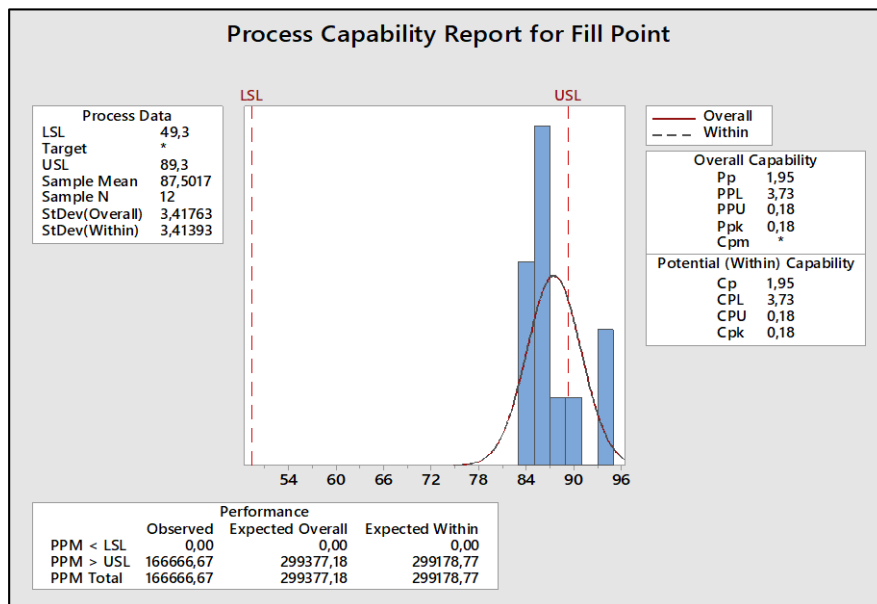 Process Capability Report for Fill Point
LSL USL
Process Data
LSL 49,3
Target *
USL 89,3
Sample Mean 87,5017
Sample N 12
StDev(Overall) 3,41763
StDev(Within) 3,41393
Overall
Within
Overall Capability
Pp 1,95
PPL 3,73
PPU 0,18
Ppk 0,18
Cpm *
Potential (Within) Capability
Cp 1,95
CPL 3,73
CPU 0,18
Cpk 0,18
54 60 66 72 78 84 90 96
Performance
Observed Expected Overall Expected Within
PPM < LSL 0,00 0,00 0,00
PPM > USL 166666,67 299377,18 299178,77
PPM Total 166666,67 299377,18 299178,77